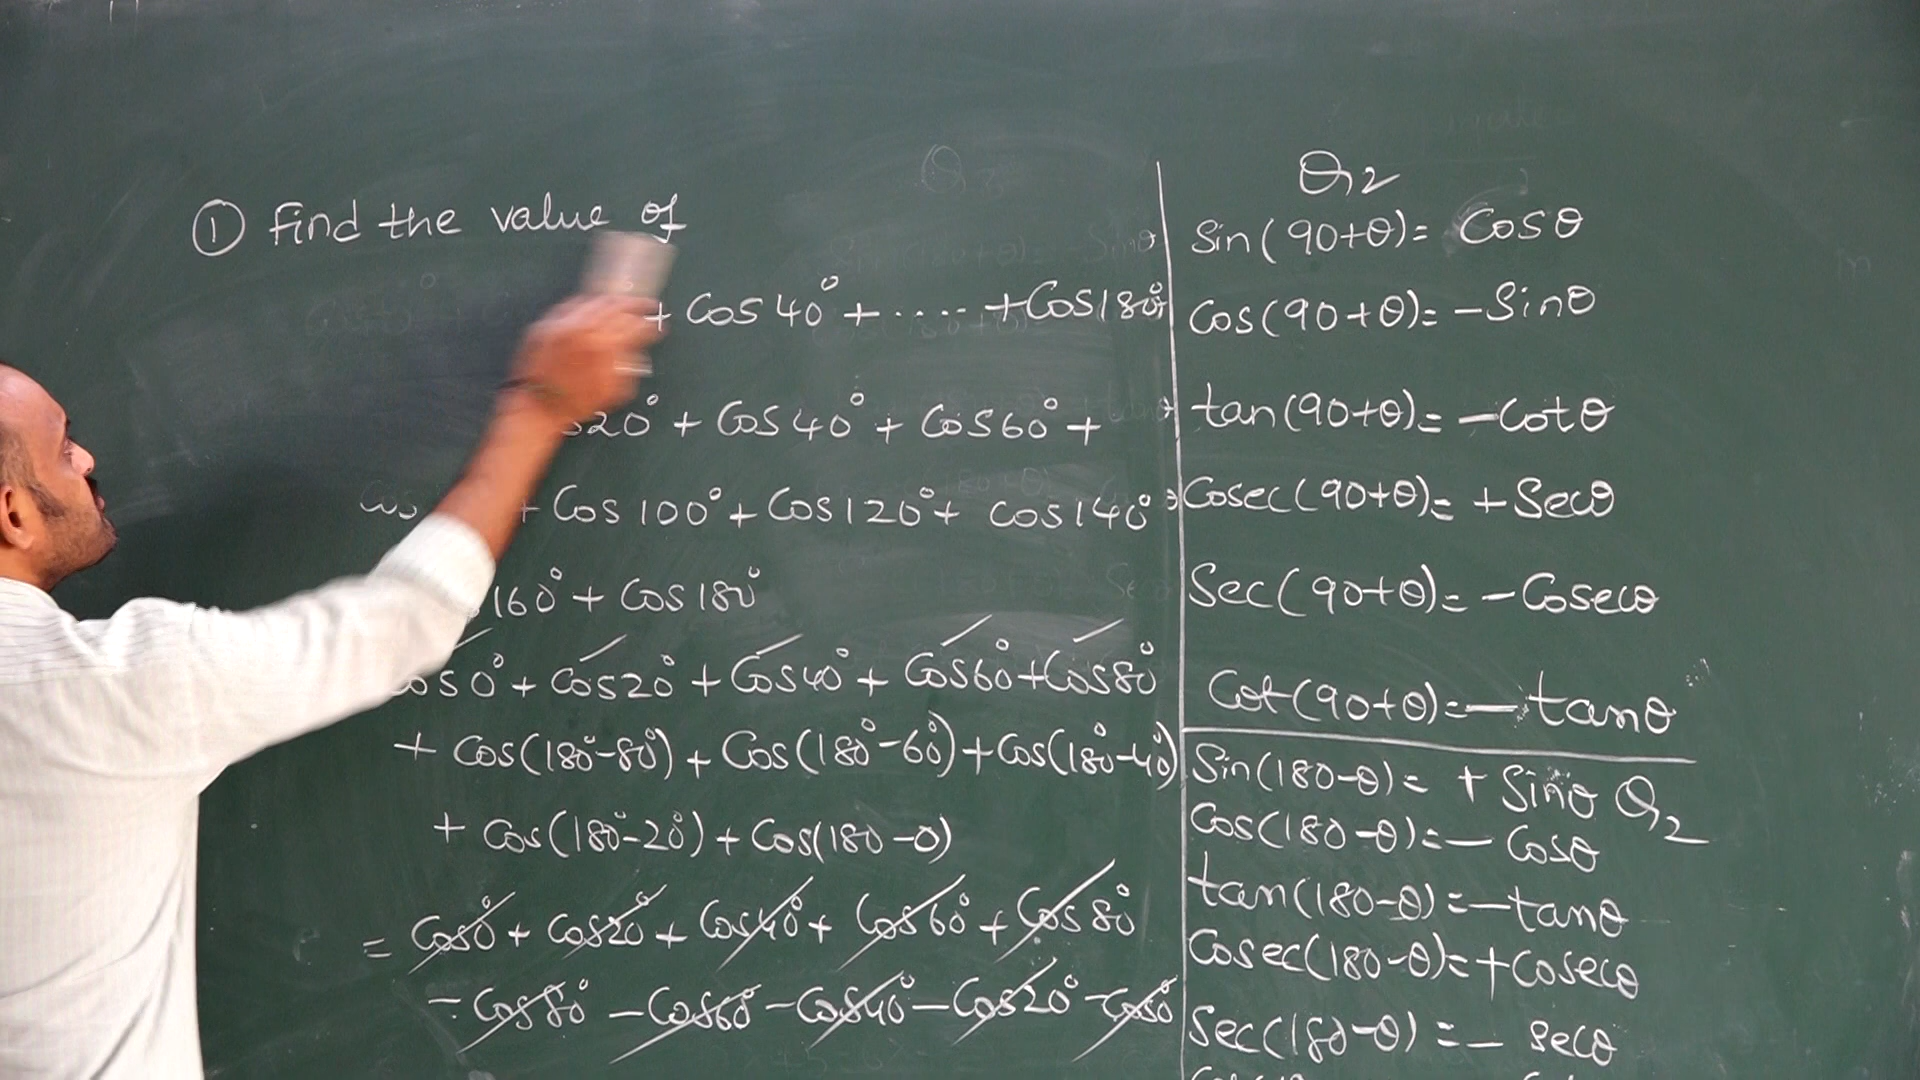 ① Find the value of
+ Cos 40° + ..... + Cos 180°
20° + Cos 40° + Cos 60° +
Cos + Cos 100° + Cos 120° + Cos 140° +
160° + Cos 180°
Cos 0° + Cos 20° + Cos 40° + Cos 60° + Cos 80°
+ Cos (180° - 80°) + Cos (180° - 60°) + Cos (180° - 40°)
+ Cos (180° - 20°) + Cos (180 - 0)
= Cos 0° + Cos 20° + Cos 40° + Cos 60° + Cos 80°
- Cos 80° - Cos 60° - Cos 40° - Cos 20° - Cos 0°
Q2
Sin (90+θ) = Cos θ
Cos (90+θ) = - Sin θ
tan (90+θ) = - Cot θ
Cosec (90+θ) = + Sec θ
Sec (90+θ) = - Cosec θ
Cot (90+θ) = - tan θ
Sin (180-θ) = + Sin θ Q2
Cos (180-θ) = - Cos θ
tan (180-θ) = - tan θ
Cosec (180-θ) = + Cosec θ
Sec (180-θ) = - Sec θ